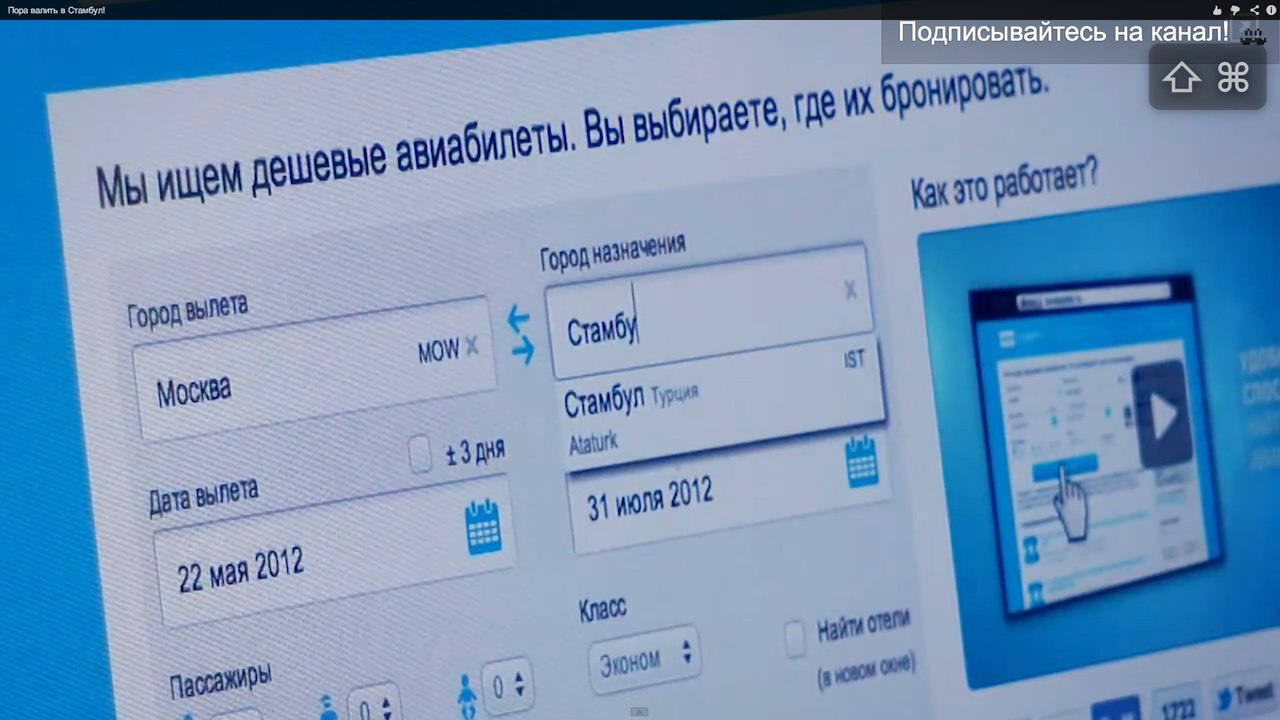 Пора валить в Стамбул!
Подписывайтесь на канал!
Мы ищем дешевые авиабилеты. Вы выбираете, где их бронировать.
Как это работает?
Город вылета
Город назначения
Москва MOW
Стамбу
Стамбул Турция IST
Ataturk
± 3 дня
Дата вылета
22 мая 2012
31 июля 2012
Пассажиры
0
0
Класс
Эконом
Найти отели
(в новом окне)
1722
Tweet